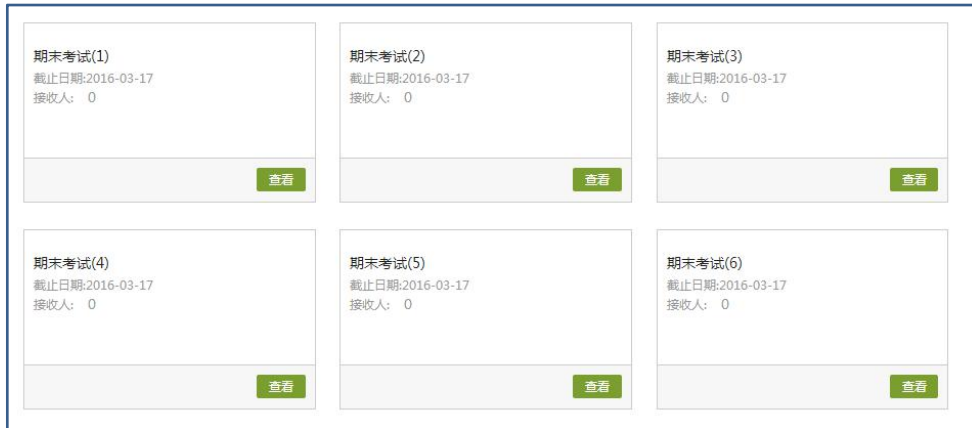 期末考试(1)
截止日期:2016-03-17
接收人: 0
查看
期末考试(2)
截止日期:2016-03-17
接收人: 0
查看
期末考试(3)
截止日期:2016-03-17
接收人: 0
查看
期末考试(4)
截止日期:2016-03-17
接收人: 0
查看
期末考试(5)
截止日期:2016-03-17
接收人: 0
查看
期末考试(6)
截止日期:2016-03-17
接收人: 0
查看